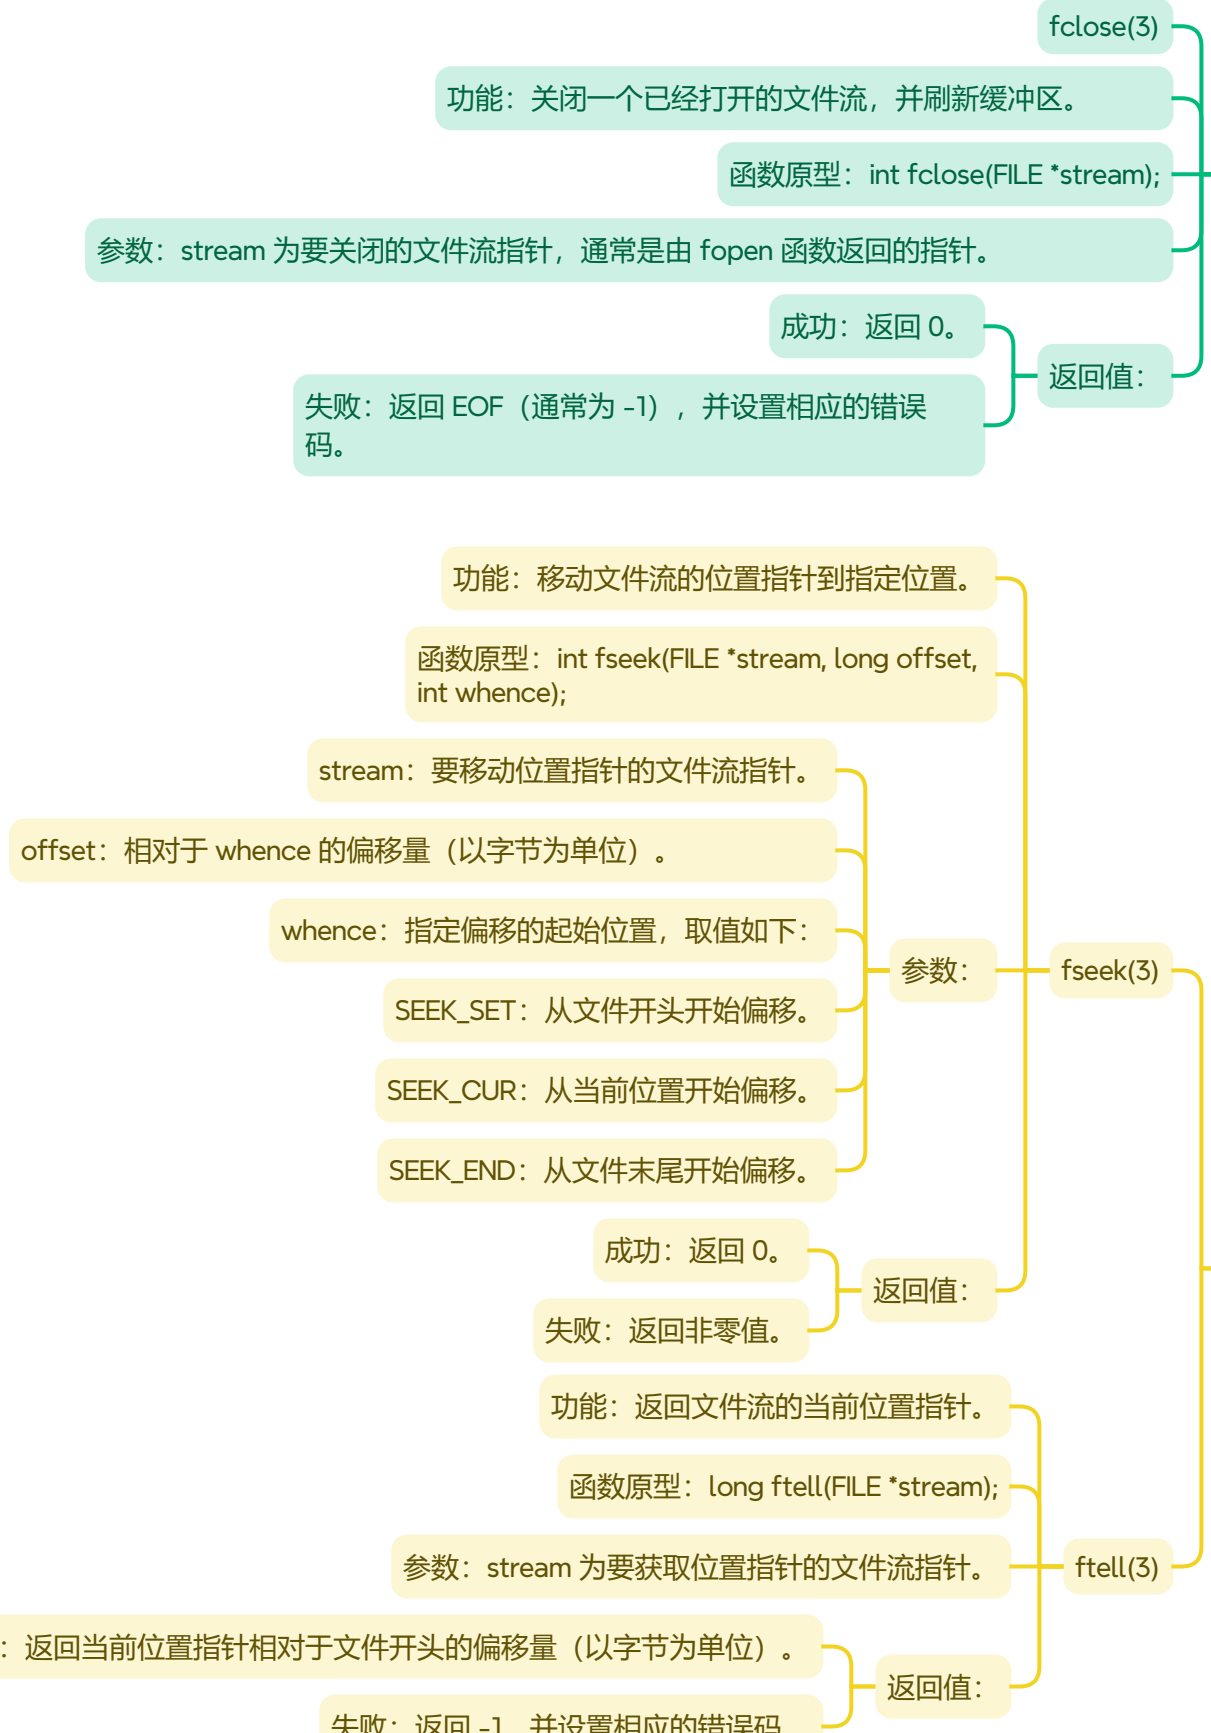 fclose(3)
功能：关闭一个已经打开的文件流，并刷新缓冲区。
函数原型：int fclose(FILE *stream);
参数：stream 为要关闭的文件流指针，通常是由 fopen 函数返回的指针。
成功：返回 0。
返回值：
失败：返回 EOF（通常为 -1），并设置相应的错误
码。
功能：移动文件流的位置指针到指定位置。
函数原型：int fseek(FILE *stream, long offset,
int whence);
stream：要移动位置指针的文件流指针。
offset：相对于 whence 的偏移量（以字节为单位）。
whence：指定偏移的起始位置，取值如下：
参数：
fseek(3)
SEEK_SET：从文件开头开始偏移。
SEEK_CUR：从当前位置开始偏移。
SEEK_END：从文件末尾开始偏移。
成功：返回 0。
返回值：
失败：返回非零值。
功能：返回文件流的当前位置指针。
函数原型：long ftell(FILE *stream);
参数：stream 为要获取位置指针的文件流指针。
ftell(3)
：返回当前位置指针相对于文件开头的偏移量（以字节为单位）。
返回值：
失败：返回 -1，并设置相应的错误码